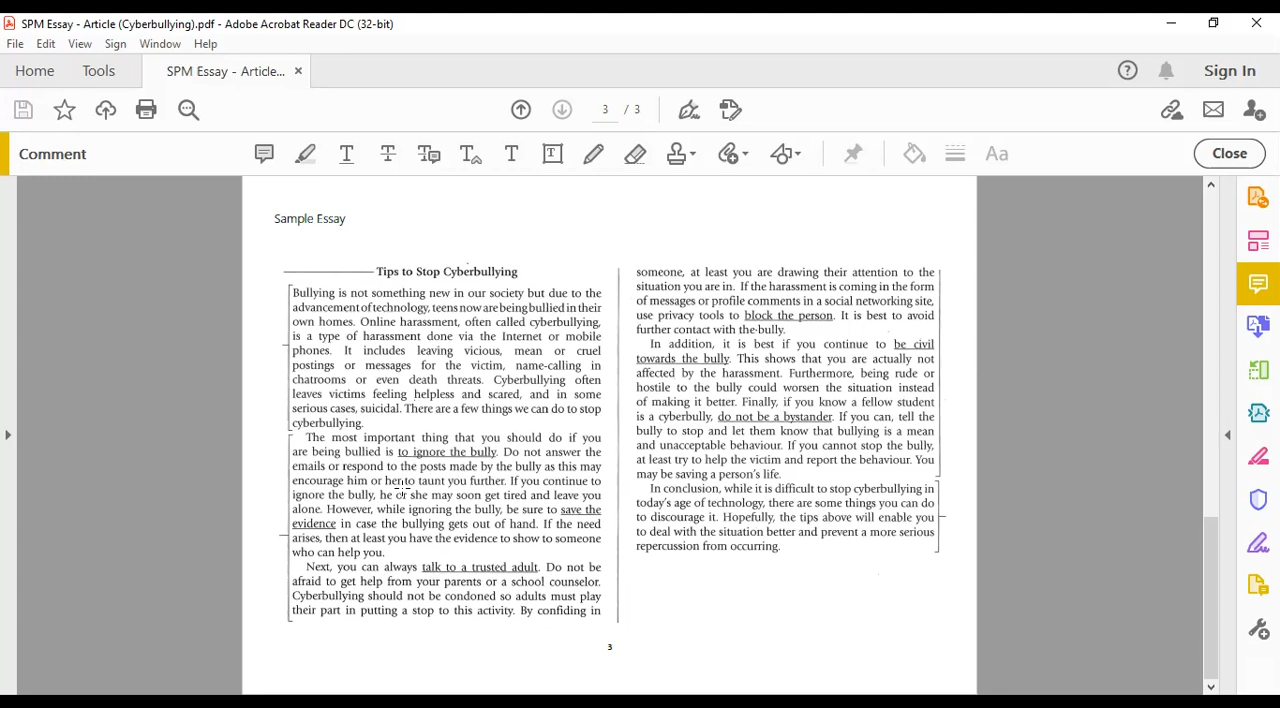 SPM Essay - Article (Cyberbullying).pdf - Adobe Acrobat Reader DC (32-bit)
File Edit View Sign Window Help
Home Tools SPM Essay - Article... × Sign In
3 / 3
Comment Close
Sample Essay
Tips to Stop Cyberbullying
Bullying is not something new in our society but due to the
advancement of technology, teens now are being bullied in their
own homes. Online harassment, often called cyberbullying,
is a type of harassment done via the Internet or mobile
phones. It includes leaving vicious, mean or cruel
postings or messages for the victim, name-calling in
chatrooms or even death threats. Cyberbullying often
leaves victims feeling helpless and scared, and in some
serious cases, suicidal. There are a few things we can do to stop
cyberbullying.
The most important thing that you should do if you
are being bullied is to ignore the bully. Do not answer the
emails or respond to the posts made by the bully as this may
encourage him or her to taunt you further. If you continue to
ignore the bully, he or she may soon get tired and leave you
alone. However, while ignoring the bully, be sure to save the
evidence in case the bullying gets out of hand. If the need
arises, then at least you have the evidence to show to someone
who can help you.
Next, you can always talk to a trusted adult. Do not be
afraid to get help from your parents or a school counselor.
Cyberbullying should not be condoned so adults must play
their part in putting a stop to this activity. By confiding in
someone, at least you are drawing their attention to the
situation you are in. If the harassment is coming in the form
of messages or profile comments in a social networking site,
use privacy tools to block the person. It is best to avoid
further contact with the bully.
In addition, it is best if you continue to be civil
towards the bully. This shows that you are actually not
affected by the harassment. Furthermore, being rude or
hostile to the bully could worsen the situation instead
of making it better. Finally, if you know a fellow student
is a cyberbully, do not be a bystander. If you can, tell the
bully to stop and let them know that bullying is a mean
and unacceptable behaviour. If you cannot stop the bully,
at least try to help the victim and report the behaviour. You
may be saving a person's life.
In conclusion, while it is difficult to stop cyberbullying in
today's age of technology, there are some things you can do
to discourage it. Hopefully, the tips above will enable you
to deal with the situation better and prevent a more serious
repercussion from occurring.
3